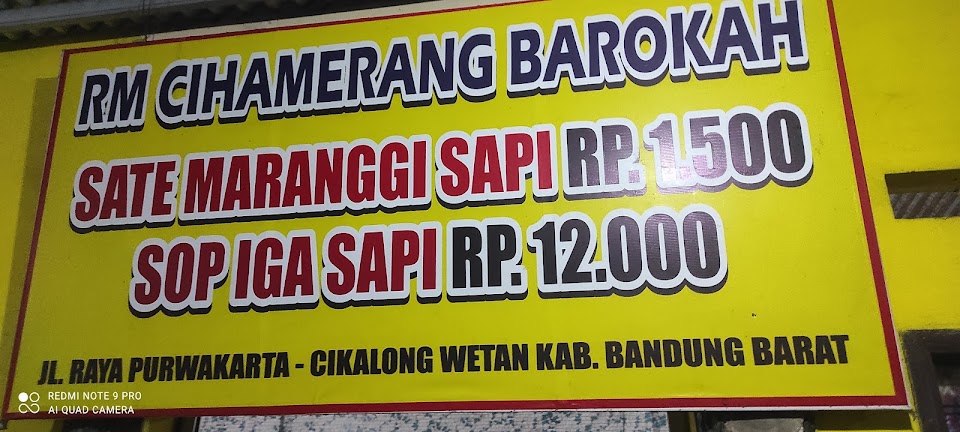 RM CIHAMERANG BAROKAH
SATE MARANGGI SAPI RP. 1.500
SOP IGA SAPI RP. 12.000
JL. RAYA PURWAKARTA - CIKALONG WETAN KAB. BANDUNG BARAT
REDMI NOTE 9 PRO
AI QUAD CAMERA